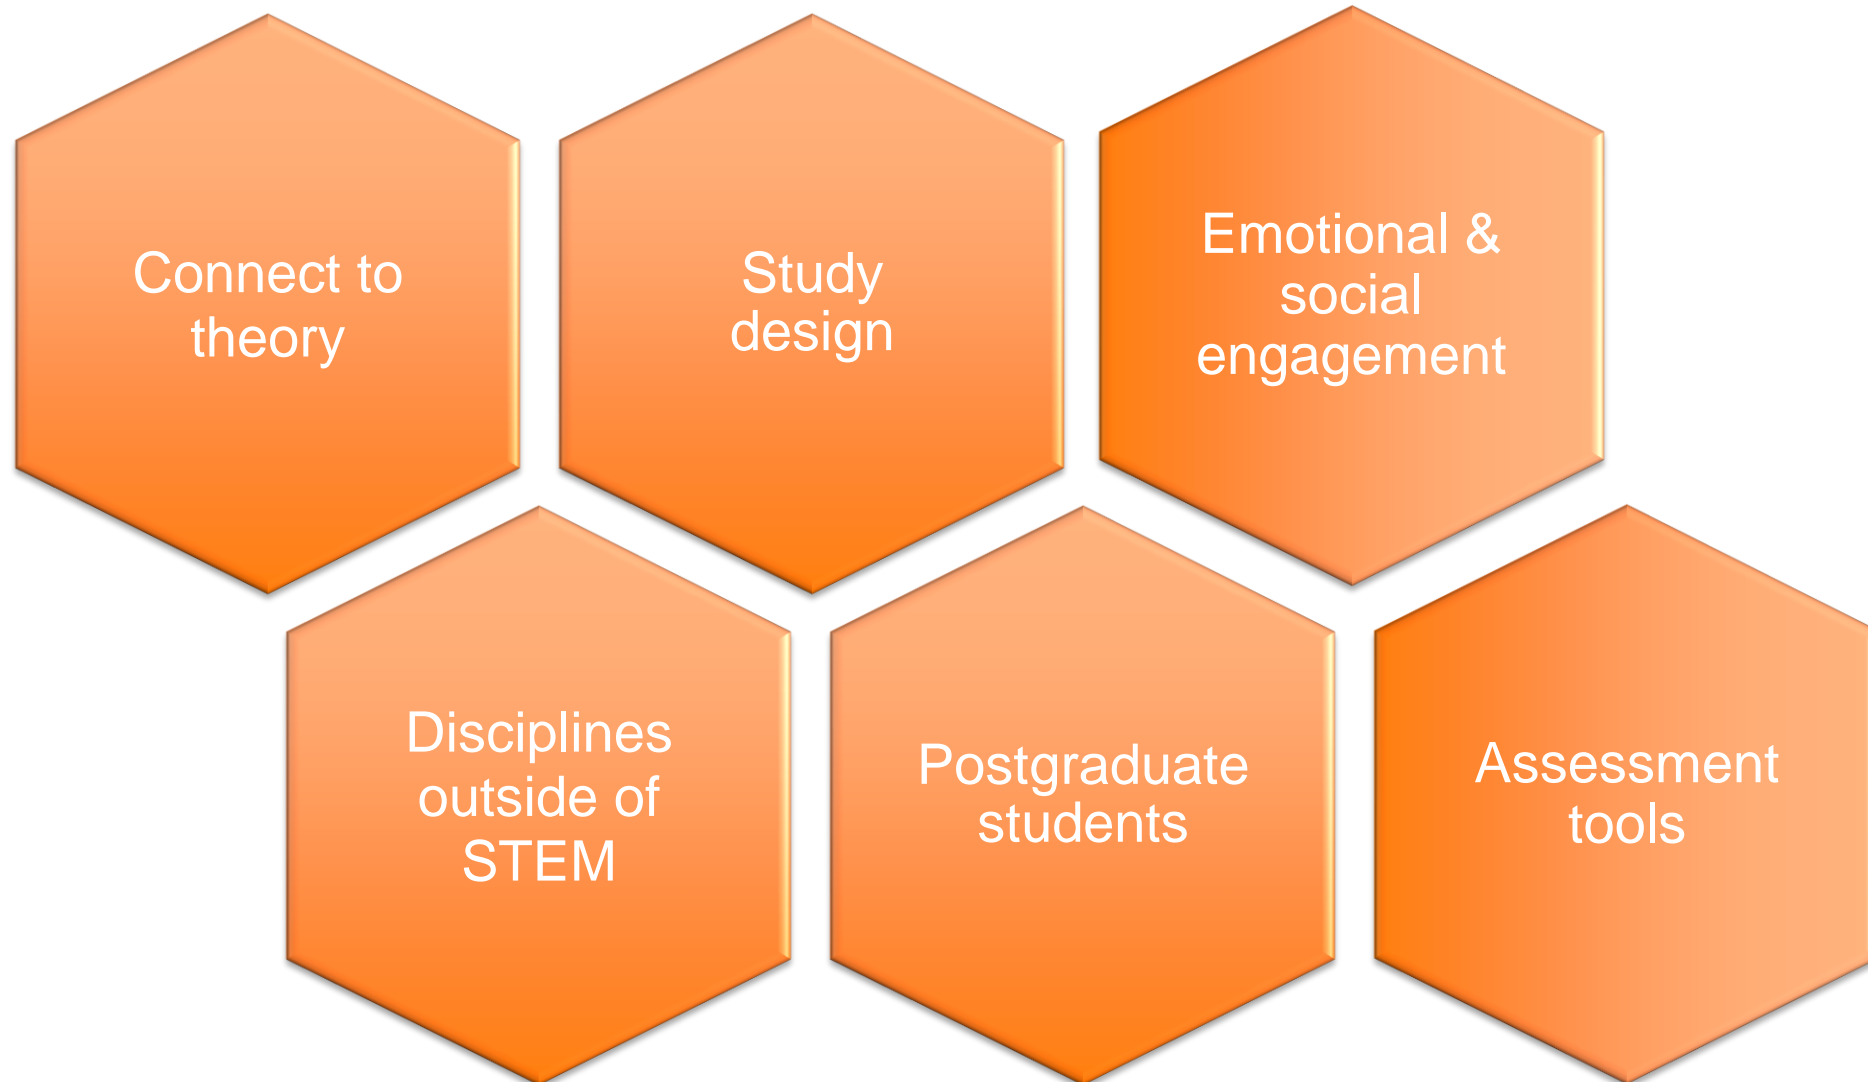 Connect to
theory
Study
design
Emotional &
social
engagement
Disciplines
outside of
STEM
Postgraduate
students
Assessment
tools